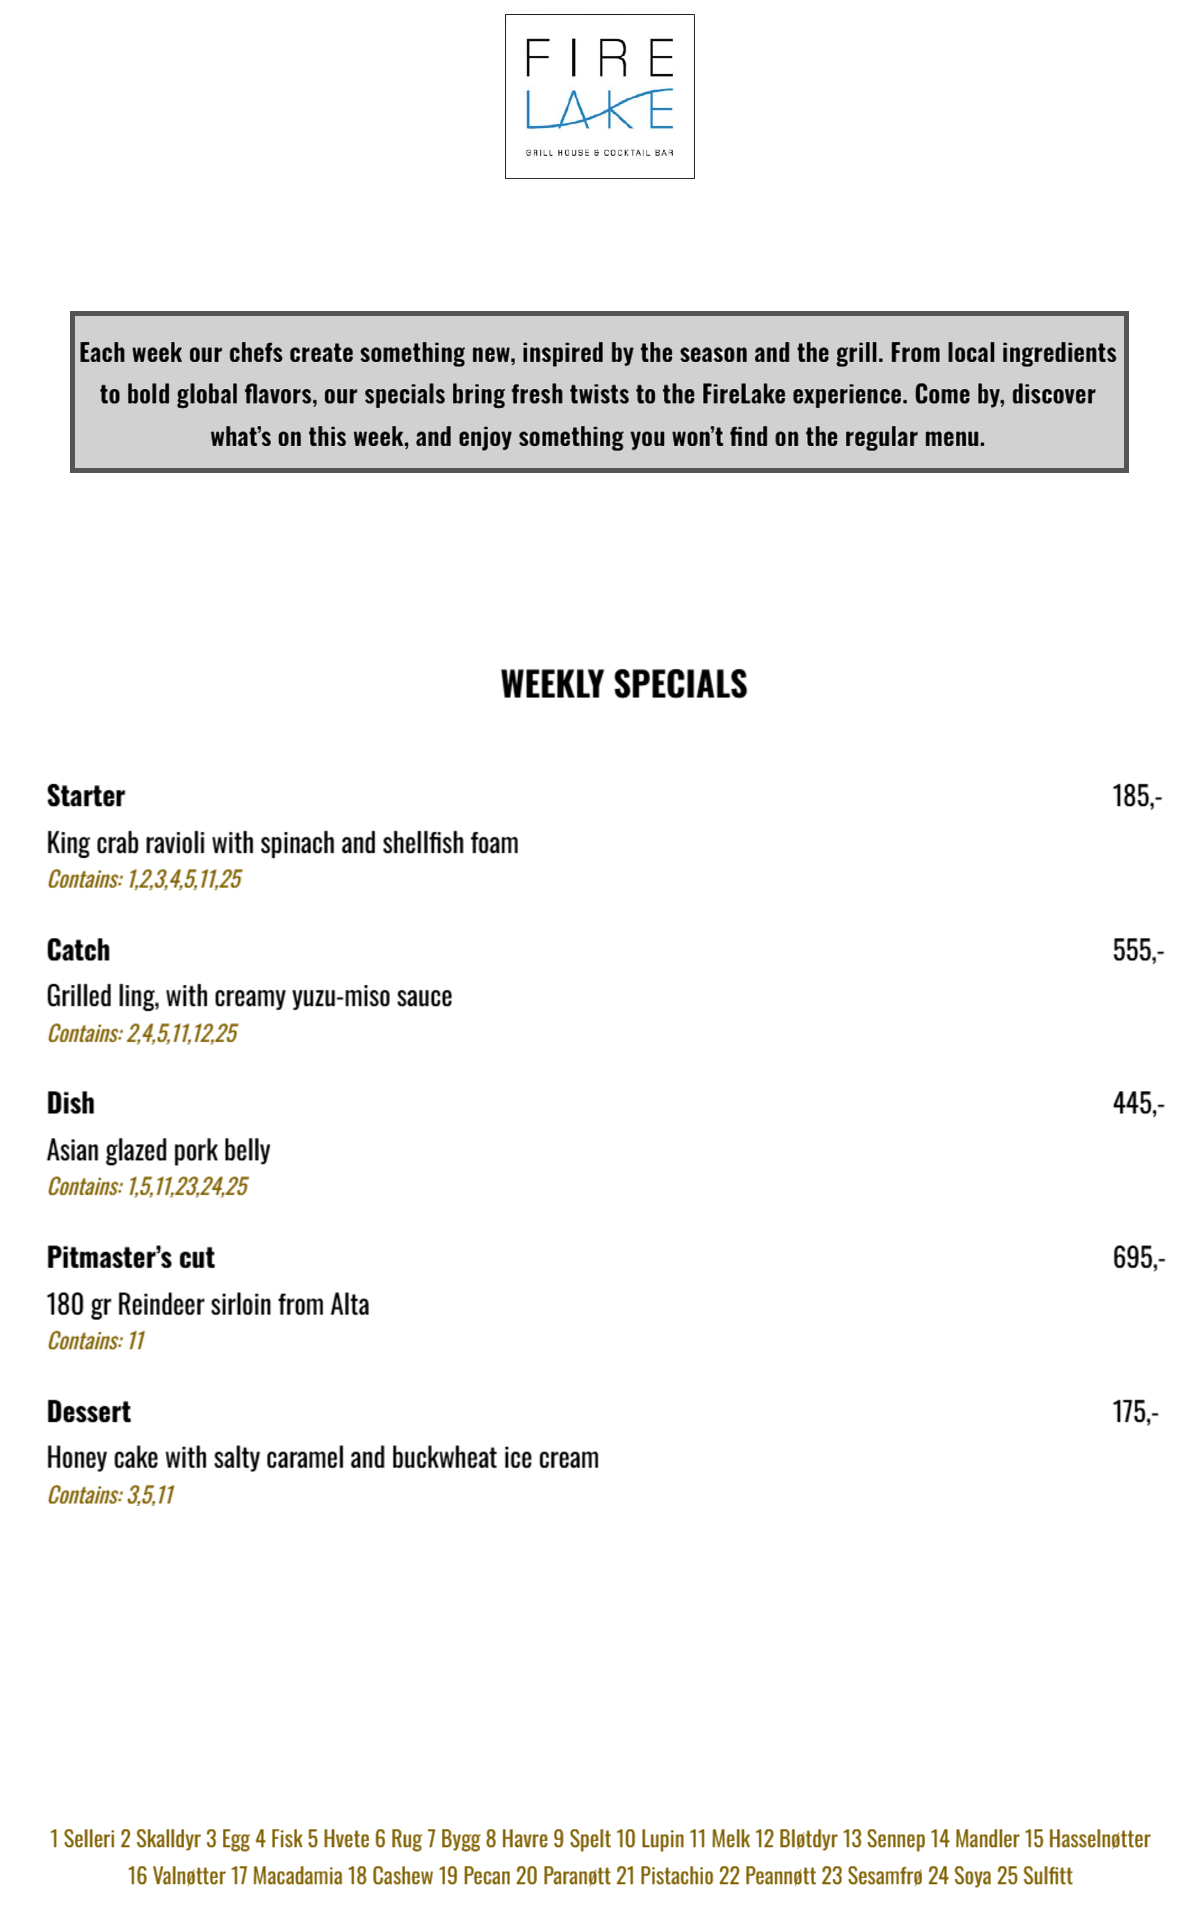 FIRE
LAKE
GRILL HOUSE & COCKTAIL BAR
Each week our chefs create something new, inspired by the season and the grill. From local ingredients
to bold global flavors, our specials bring fresh twists to the FireLake experience. Come by, discover
what’s on this week, and enjoy something you won’t find on the regular menu.
WEEKLY SPECIALS
Starter 185,-
King crab ravioli with spinach and shellfish foam
Contains: 1,2,3,4,5,11,25
Catch 555,-
Grilled ling, with creamy yuzu-miso sauce
Contains: 2,4,5,11,12,25
Dish 445,-
Asian glazed pork belly
Contains: 1,5,11,23,24,25
Pitmaster’s cut 695,-
180 gr Reindeer sirloin from Alta
Contains: 11
Dessert 175,-
Honey cake with salty caramel and buckwheat ice cream
Contains: 3,5,11
1 Selleri 2 Skalldyr 3 Egg 4 Fisk 5 Hvete 6 Rug 7 Bygg 8 Havre 9 Spelt 10 Lupin 11 Melk 12 Bløtdyr 13 Sennep 14 Mandler 15 Hasselnøtter
16 Valnøtter 17 Macadamia 18 Cashew 19 Pecan 20 Paranøtt 21 Pistachio 22 Peannøtt 23 Sesamfrø 24 Soya 25 Sulfitt